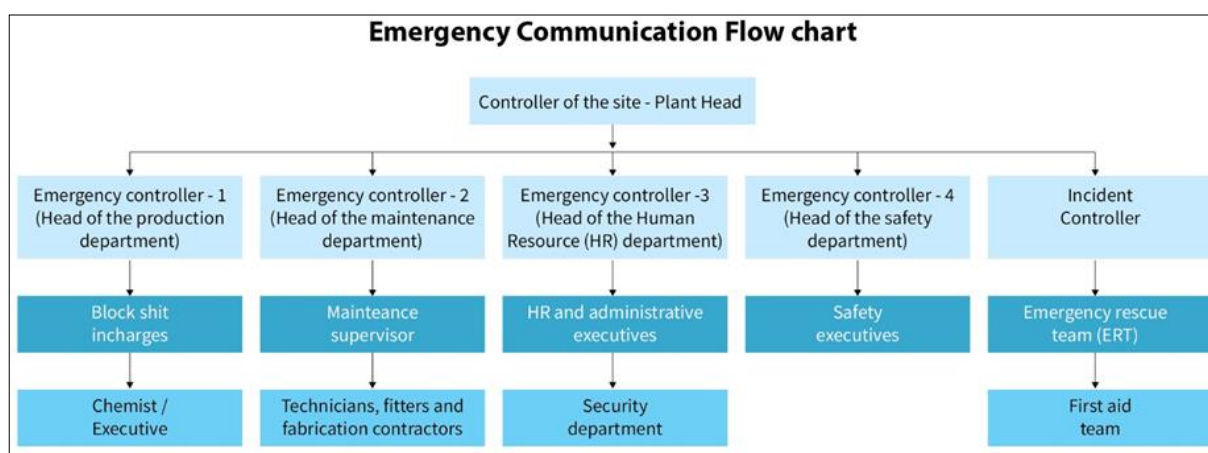 Emergency Communication Flow chart
Controller of the site - Plant Head
Emergency controller - 1
(Head of the production
department)
Emergency controller - 2
(Head of the maintenance
department)
Emergency controller -3
(Head of the Human
Resource (HR) department)
Emergency controller - 4
(Head of the safety
department)
Incident
Controller
Block shit
incharges
Mainteance
supervisor
HR and administrative
executives
Safety
executives
Emergency rescue
team (ERT)
Chemist /
Executive
Technicians, fitters and
fabrication contractors
Security
department
First aid
team